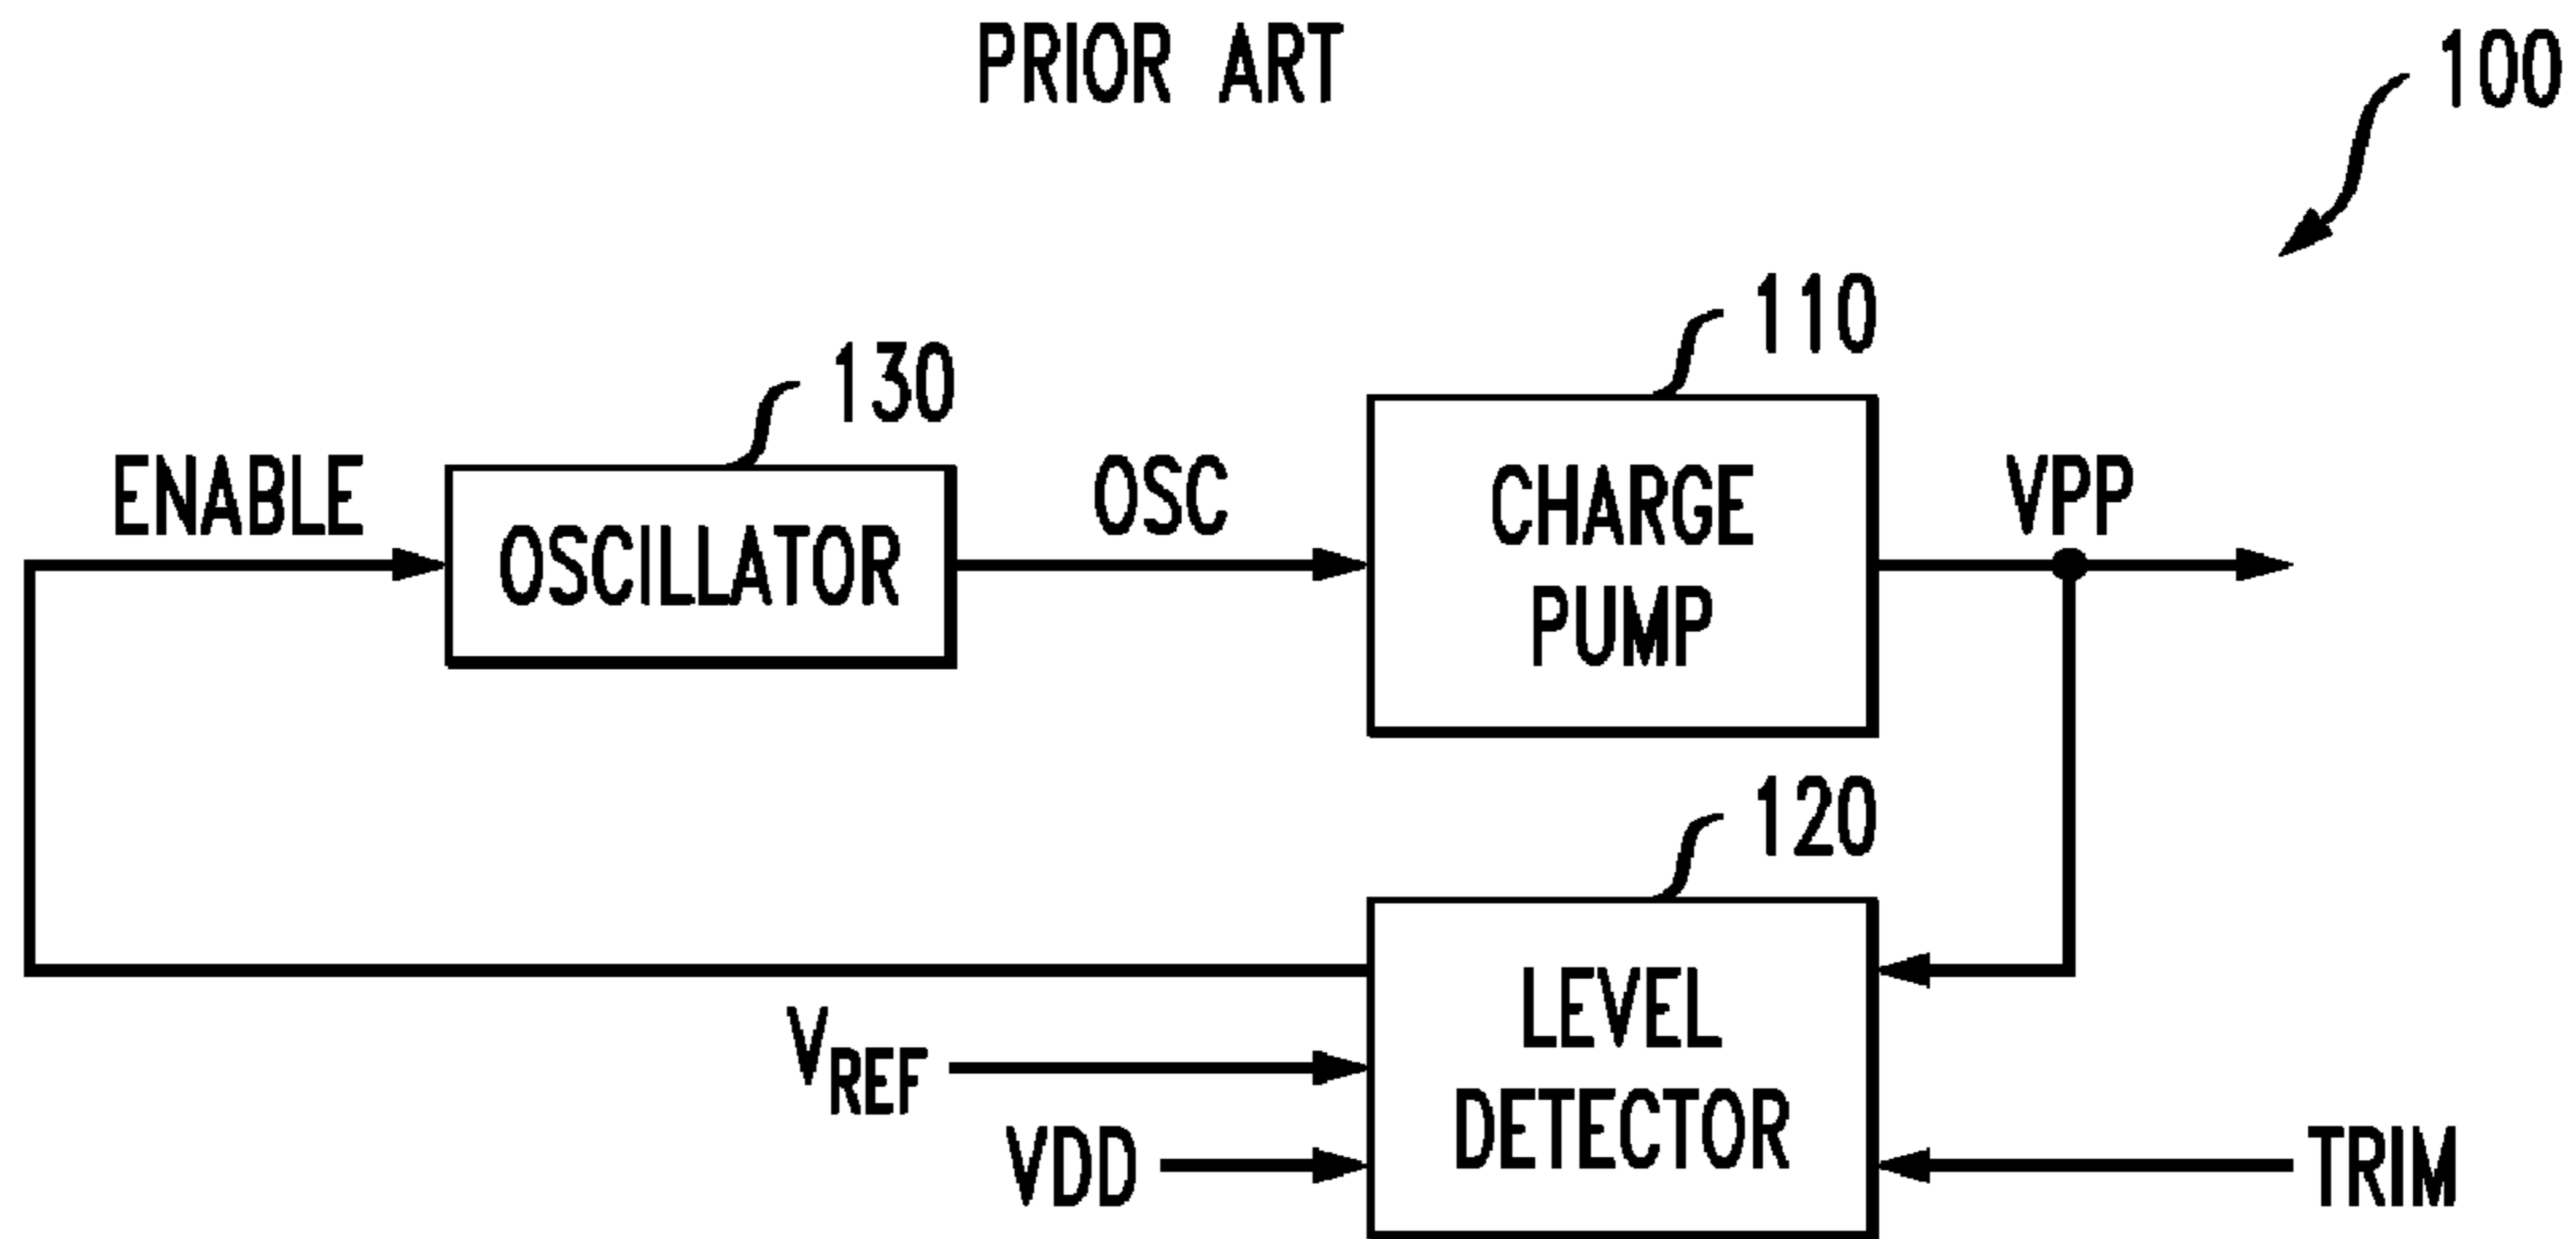 PRIOR ART
100
110
130
ENABLE
OSCILLATOR
OSC
CHARGE
PUMP
VPP
120
LEVEL
DETECTOR
VREF
VDD
TRIM